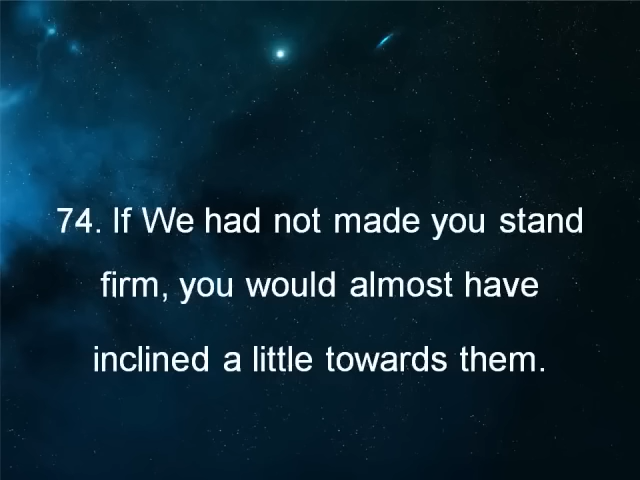 74. If We had not made you stand
firm, you would almost have
inclined a little towards them.